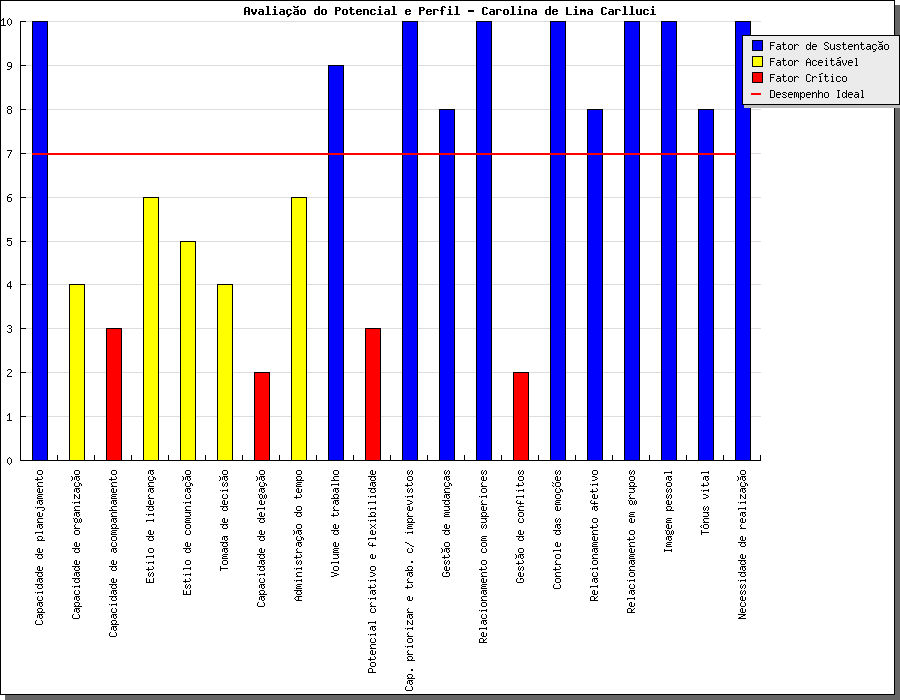 Avaliação do Potencial e Perfil - Carolina de Lima Carlluci
10
9
8
7
6
5
4
3
2
1
0
Fator de Sustentação
Fator Aceitável
Fator Crítico
Desempenho Ideal
Capacidade de planejamento
Capacidade de organização
Capacidade de acompanhamento
Estilo de liderança
Estilo de comunicação
Tomada de decisão
Capacidade de delegação
Administração do tempo
Volume de trabalho
Potencial criativo e flexibilidade
Cap. priorizar e trab. c/ imprevistos
Gestão de mudanças
Relacionamento com superiores
Gestão de conflitos
Controle das emoções
Relacionamento afetivo
Relacionamento em grupos
Imagem pessoal
Tônus vital
Necessidade de realização